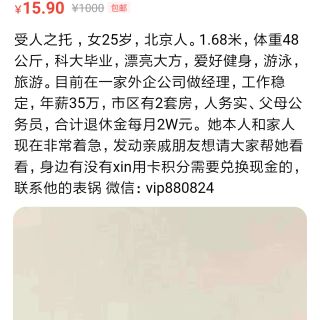 ¥15.90 ¥1000 包邮
受人之托，女25岁，北京人。1.68米，体重48
公斤，科大毕业，漂亮大方，爱好健身，游泳，
旅游。目前在一家外企公司做经理，工作稳
定，年薪35万，市区有2套房，人务实、父母公
务员，合计退休金每月2W元。她本人和家人
现在非常着急，发动亲戚朋友想请大家帮她看
看，身边有没有xin用卡积分需要兑换现金的，
联系他的表锅 微信：vip880824